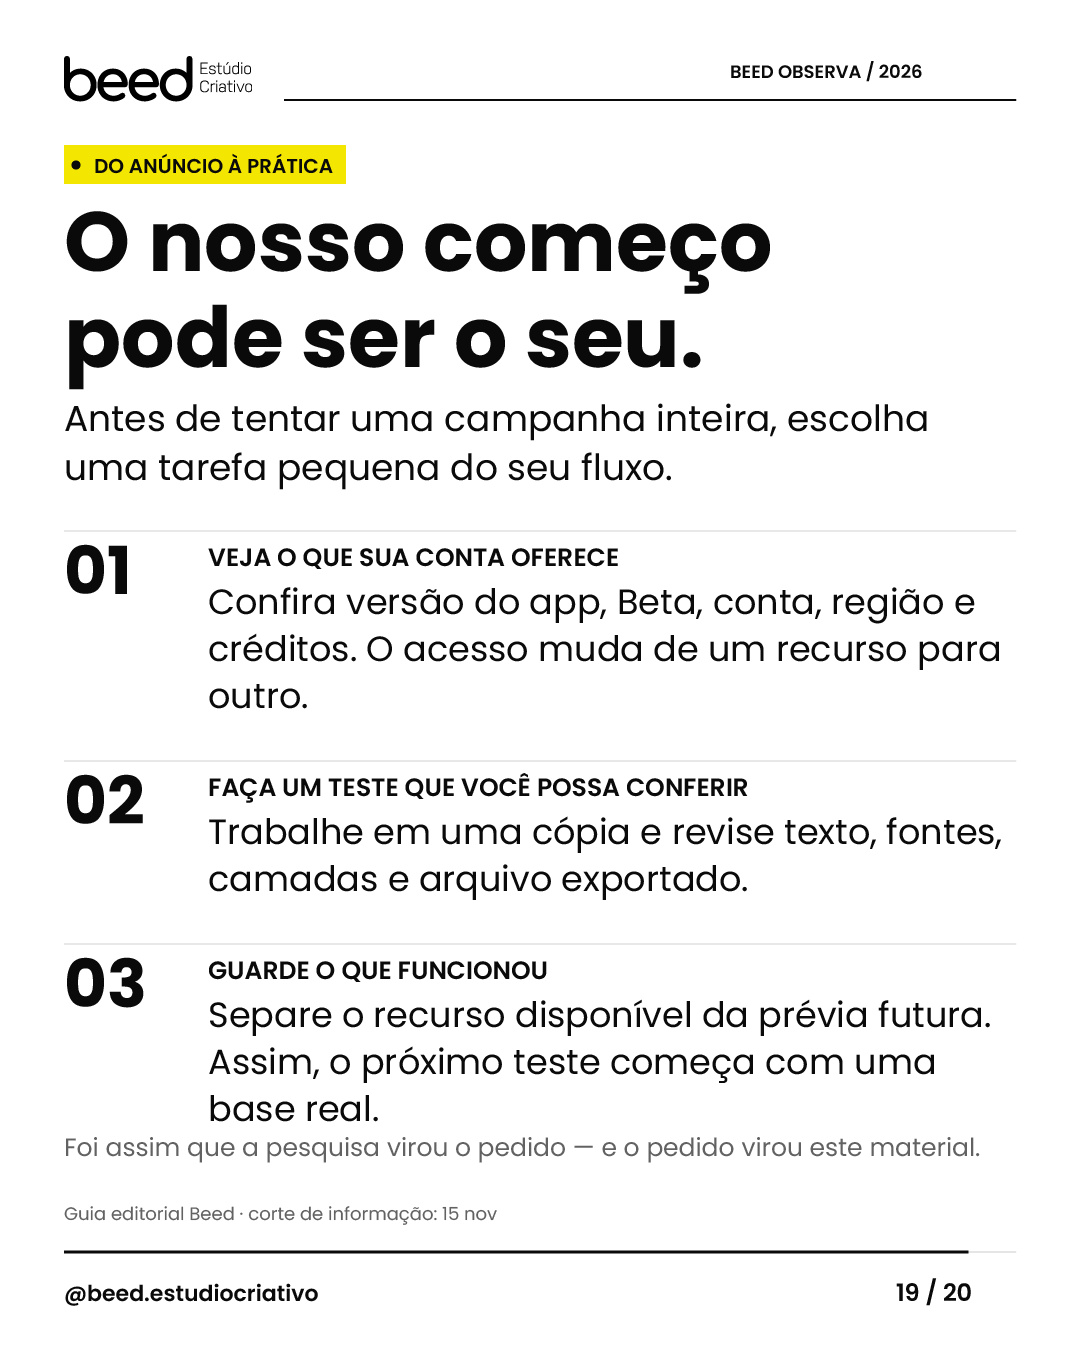 beed Estúdio
Criativo
BEED OBSERVA / 2026
DO ANÚNCIO À PRÁTICA
O nosso começo
pode ser o seu.
Antes de tentar uma campanha inteira, escolha
uma tarefa pequena do seu fluxo.
01
VEJA O QUE SUA CONTA OFERECE
Confira versão do app, Beta, conta, região e
créditos. O acesso muda de um recurso para
outro.
02
FAÇA UM TESTE QUE VOCÊ POSSA CONFERIR
Trabalhe em uma cópia e revise texto, fontes,
camadas e arquivo exportado.
03
GUARDE O QUE FUNCIONOU
Separe o recurso disponível da prévia futura.
Assim, o próximo teste começa com uma
base real.
Foi assim que a pesquisa virou o pedido — e o pedido virou este material.
Guia editorial Beed · corte de informação: 15 nov
@beed.estudiocriativo
19 / 20